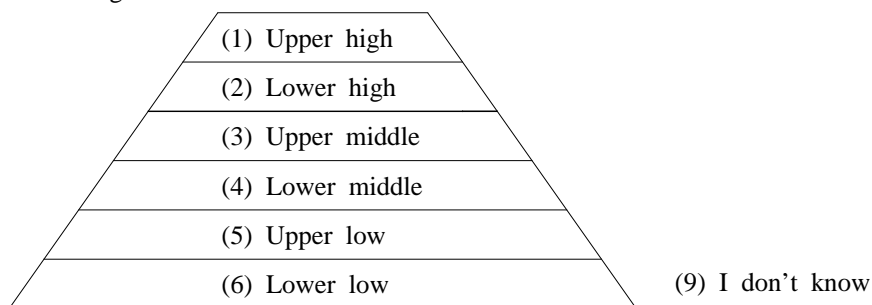 (1) Upper high
(2) Lower high
(3) Upper middle
(4) Lower middle
(5) Upper low
(6) Lower low
(9) I don't know